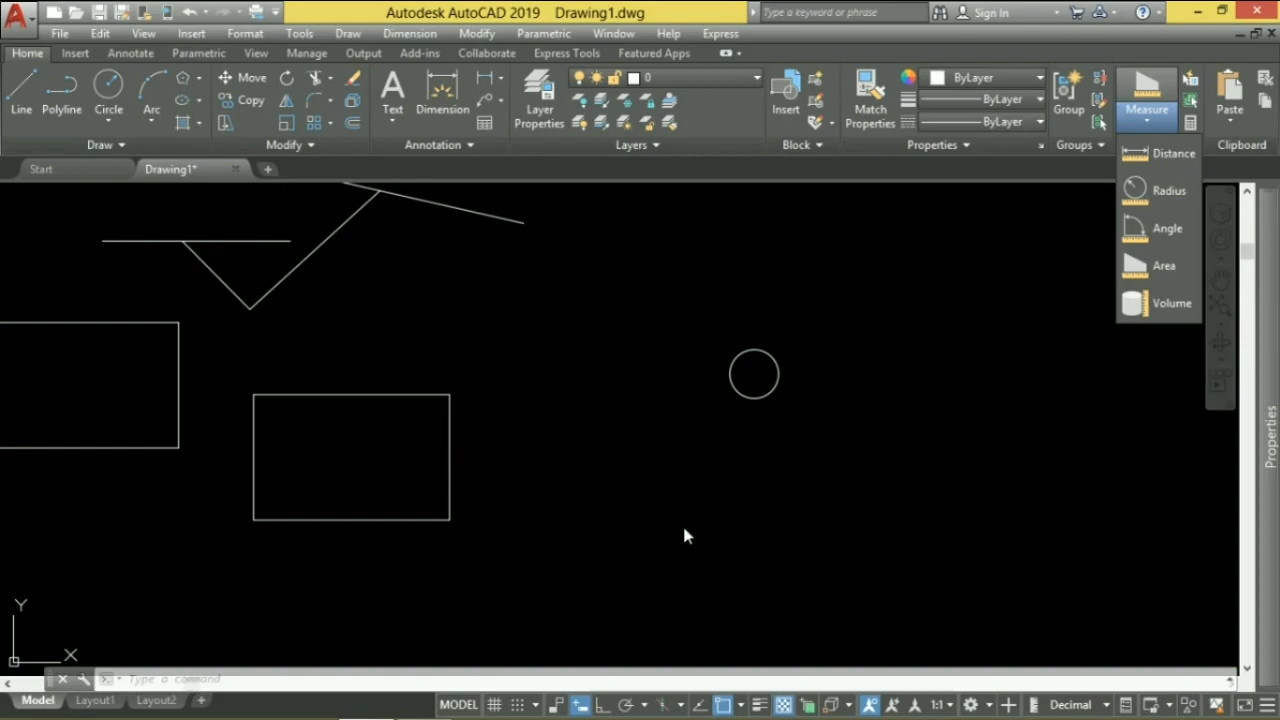 Autodesk AutoCAD 2019 Drawing1.dwg
Type a keyword or phrase
Sign In
File Edit View Insert Format Tools Draw Dimension Modify Parametric Window Help Express
Home Insert Annotate Parametric View Manage Output Add-ins Collaborate Express Tools Featured Apps
Line
Polyline
Circle
Arc
Move
Copy
Text
Dimension
Layer
Properties
0
Insert
Match
Properties
ByLayer
ByLayer
ByLayer
Group
Measure
Paste
Draw
Modify
Annotation
Layers
Block
Properties
Groups
Clipboard
Start
Drawing1*
Distance
Radius
Angle
Area
Volume
Properties
Y
X
Type a command
Model
Layout1
Layout2
MODEL
1:1
Decimal